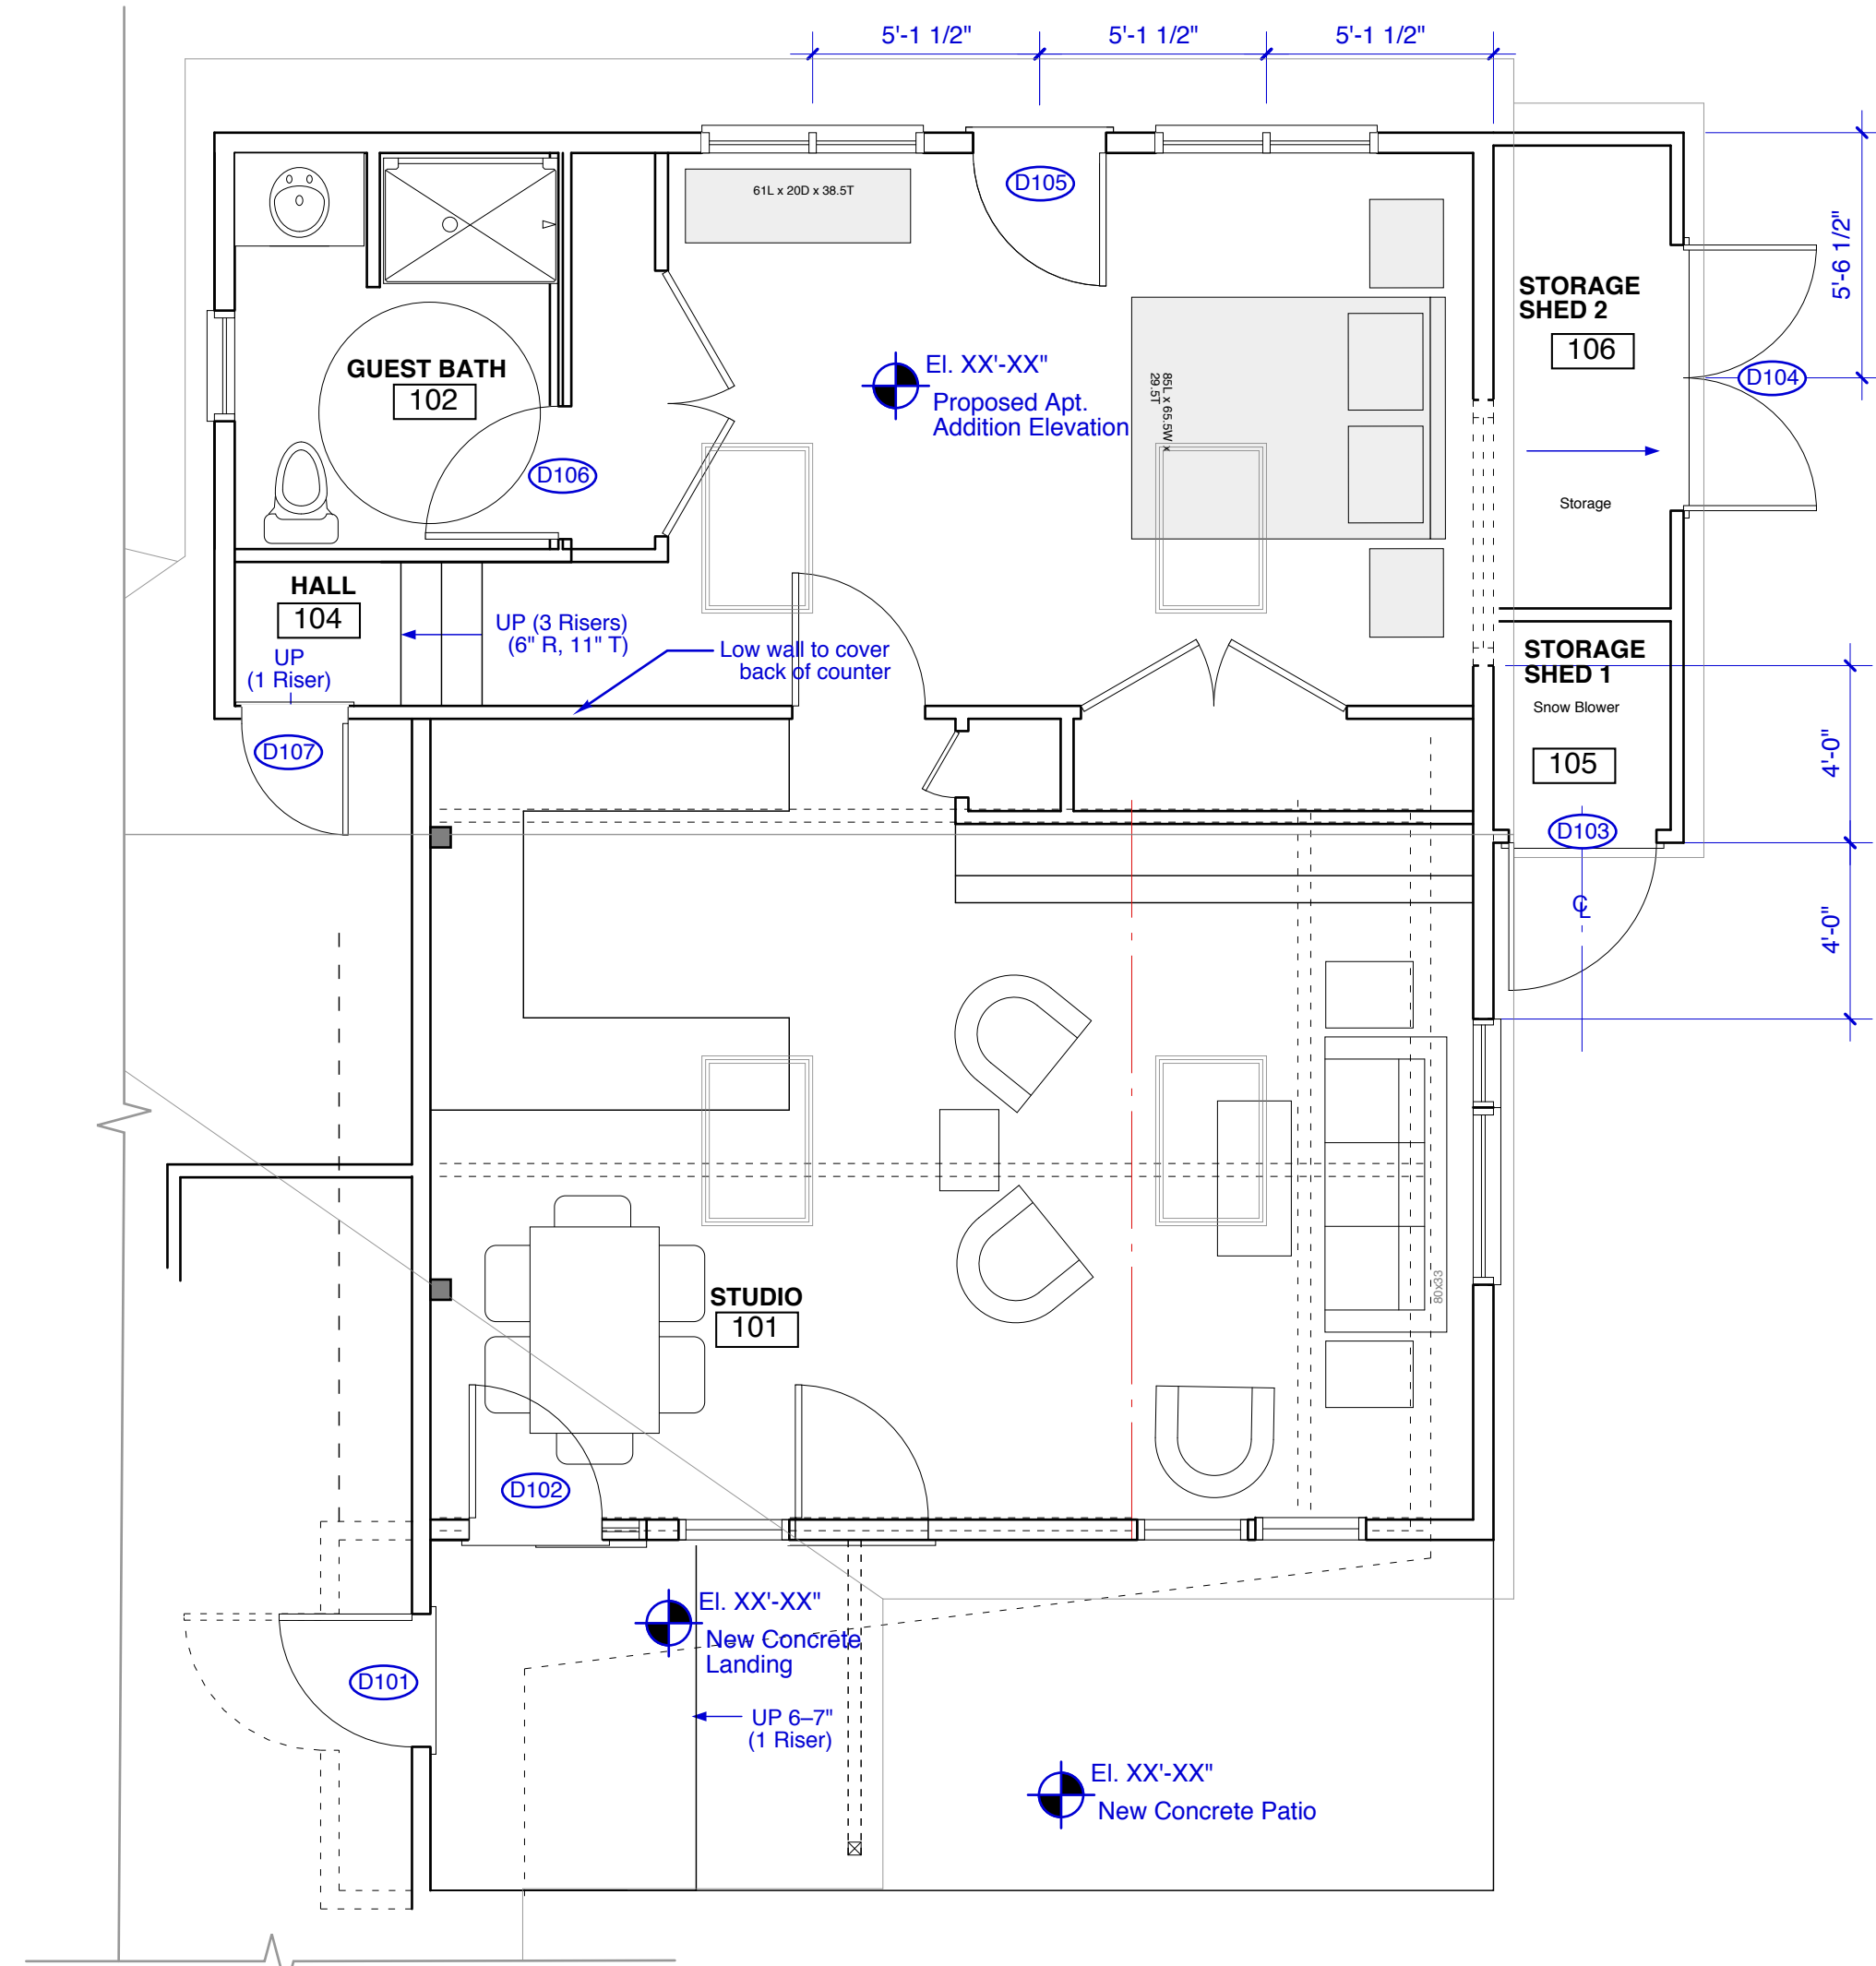 5'-1 1/2"
5'-1 1/2"
5'-1 1/2"
61L x 20D x 38.5T
D105
5'-6 1/2"
STORAGE
SHED 2
106
D104
GUEST BATH
102
El. XX'-XX"
Proposed Apt.
Addition Elevation
85L x 65.5W x
29.5T
D106
Storage
HALL
104
UP (3 Risers)
(6" R, 11" T)
UP
(1 Riser)
Low wall to cover
back of counter
STORAGE
SHED 1
Snow Blower
105
D107
4'-0"
D103
CL
4'-0"
80x33
STUDIO
101
D102
El. XX'-XX"
New Concrete
Landing
D101
UP 6–7"
(1 Riser)
El. XX'-XX"
New Concrete Patio